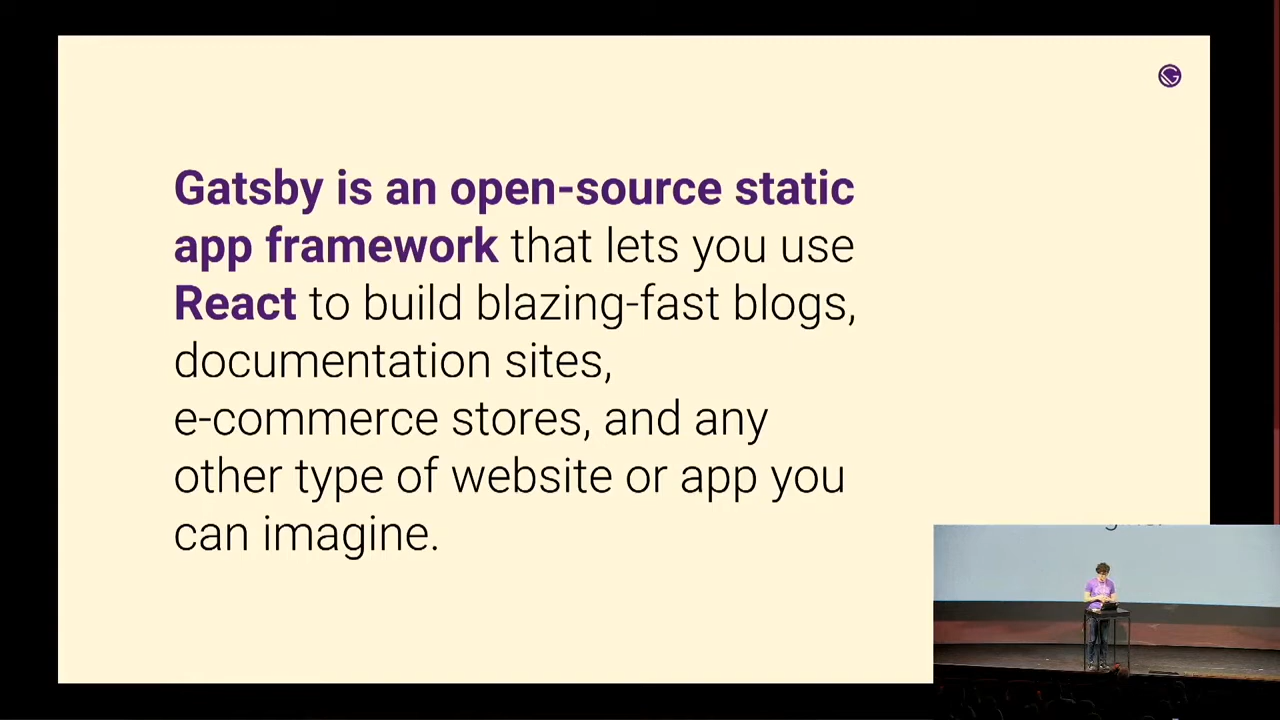 Gatsby is an open-source static
app framework that lets you use
React to build blazing-fast blogs,
documentation sites,
e-commerce stores, and any
other type of website or app you
can imagine.